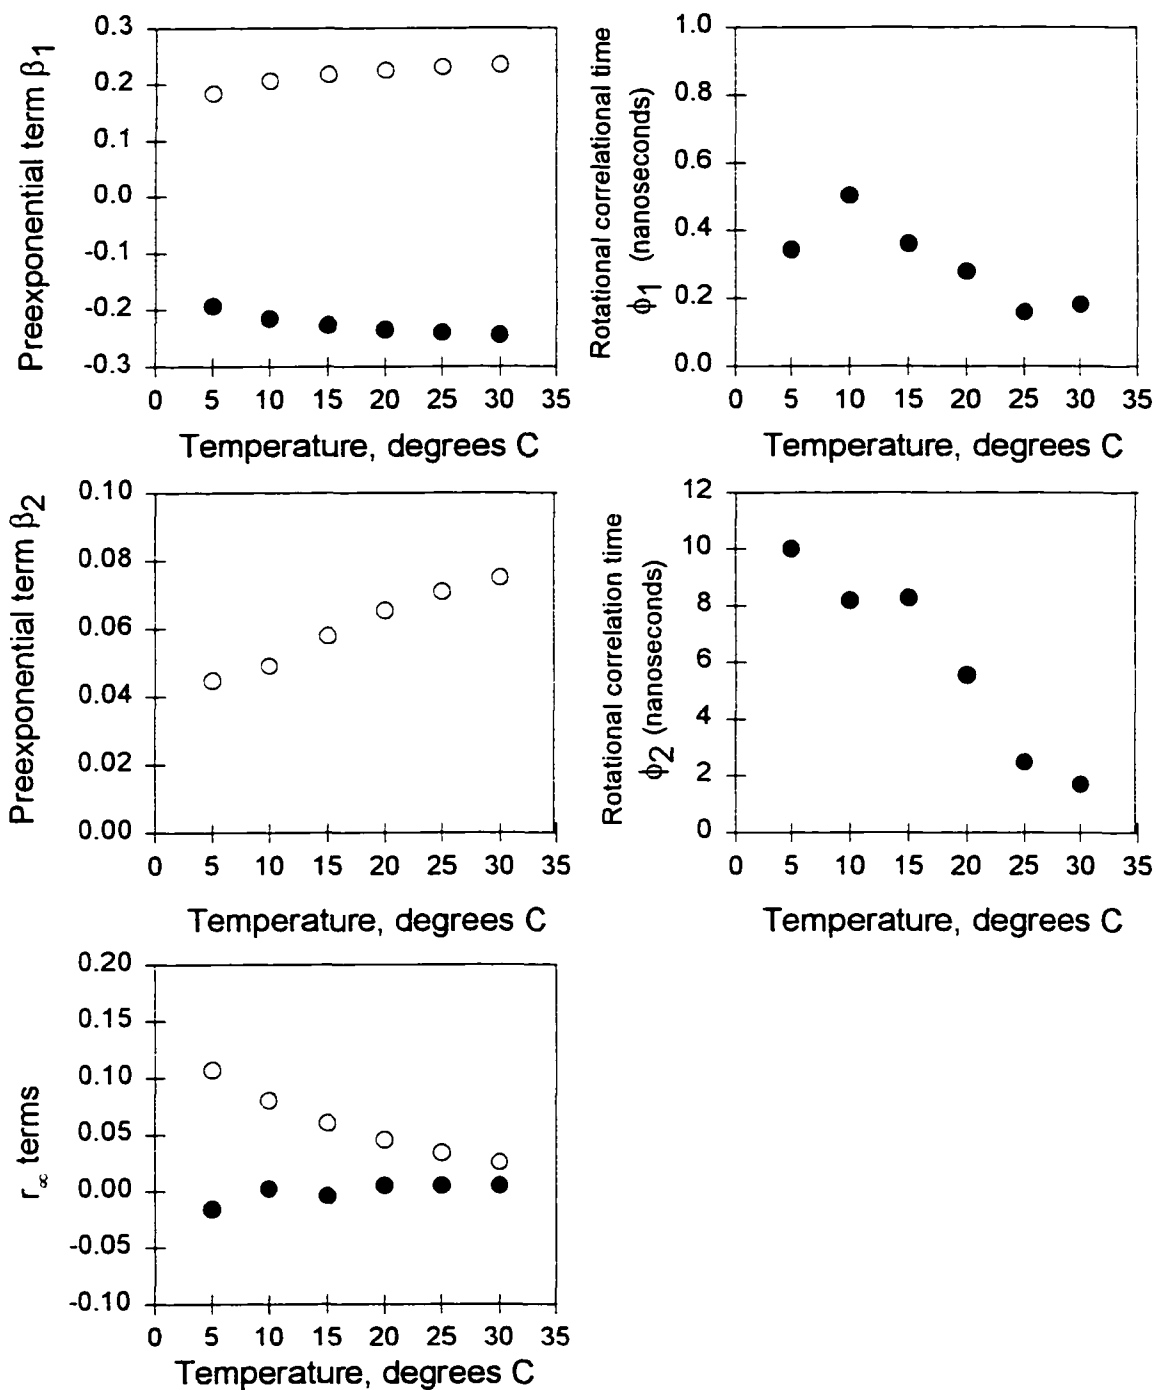 Preexponential term β1
0.3
0.2
0.1
0.0
-0.1
-0.2
-0.3
0 5 10 15 20 25 30 35
Temperature, degrees C
Rotational correlational time
ϕ1 (nanoseconds)
1.0
0.8
0.6
0.4
0.2
0.0
0 5 10 15 20 25 30 35
Temperature, degrees C
Preexponential term β2
0.10
0.08
0.06
0.04
0.02
0.00
0 5 10 15 20 25 30 35
Temperature, degrees C
Rotational correlation time
ϕ2 (nanoseconds)
12
10
8
6
4
2
0
0 5 10 15 20 25 30 35
Temperature, degrees C
r∞ terms
0.20
0.15
0.10
0.05
0.00
-0.05
-0.10
0 5 10 15 20 25 30 35
Temperature, degrees C